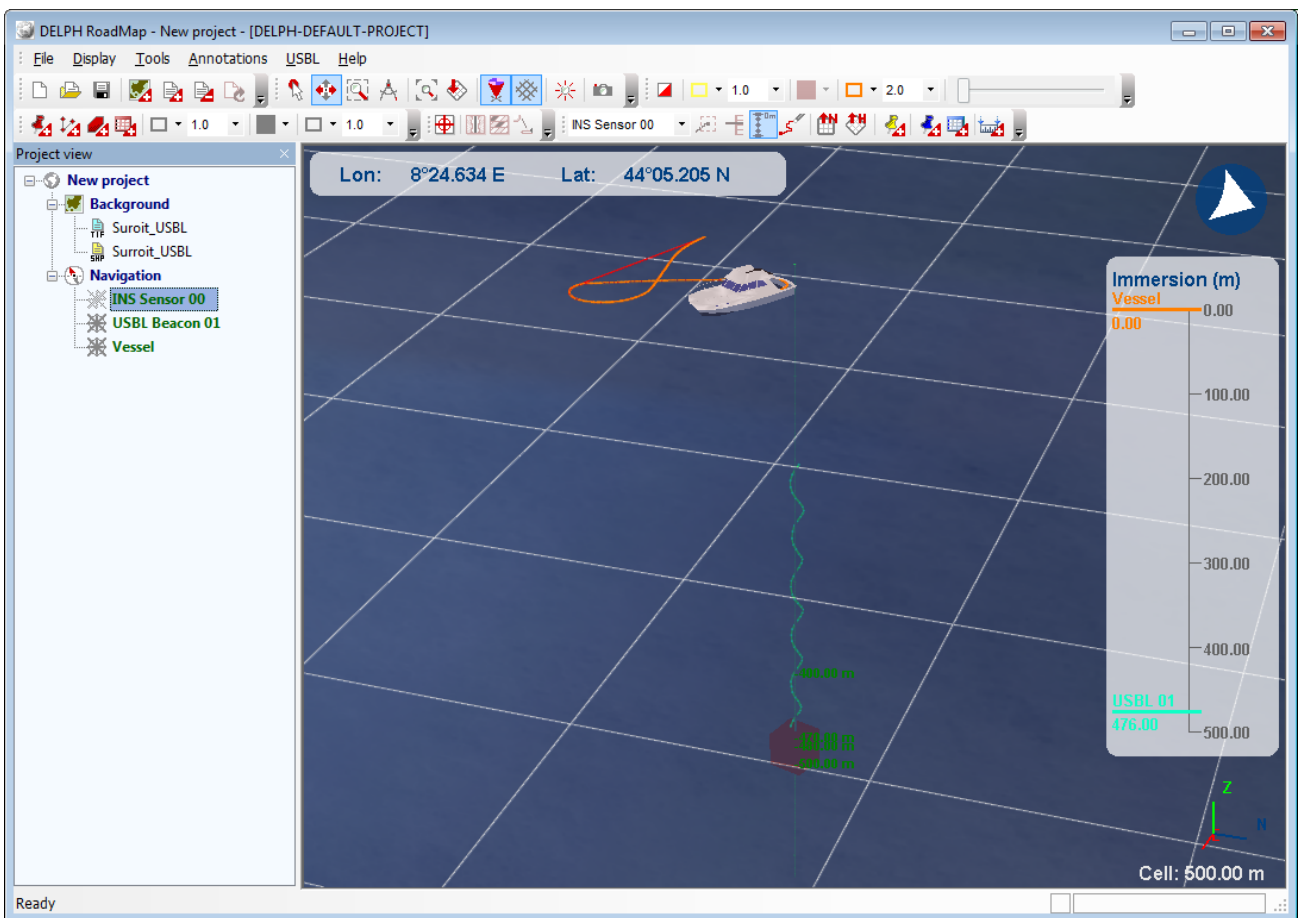 DELPH RoadMap - New project - [DELPH-DEFAULT-PROJECT]
File Display Tools Annotations USBL Help
1.0 2.0
1.0 1.0 INS Sensor 00
Project view
New project
Background
TIF Suroit_USBL
SHP Surroit_USBL
Navigation
INS Sensor 00
USBL Beacon 01
Vessel
Lon: 8°24.634 E Lat: 44°05.205 N
Immersion (m)
Vessel
0.00
0.00
100.00
200.00
300.00
400.00
USBL 01
476.00
500.00
Z
N
Cell: 500.00 m
Ready